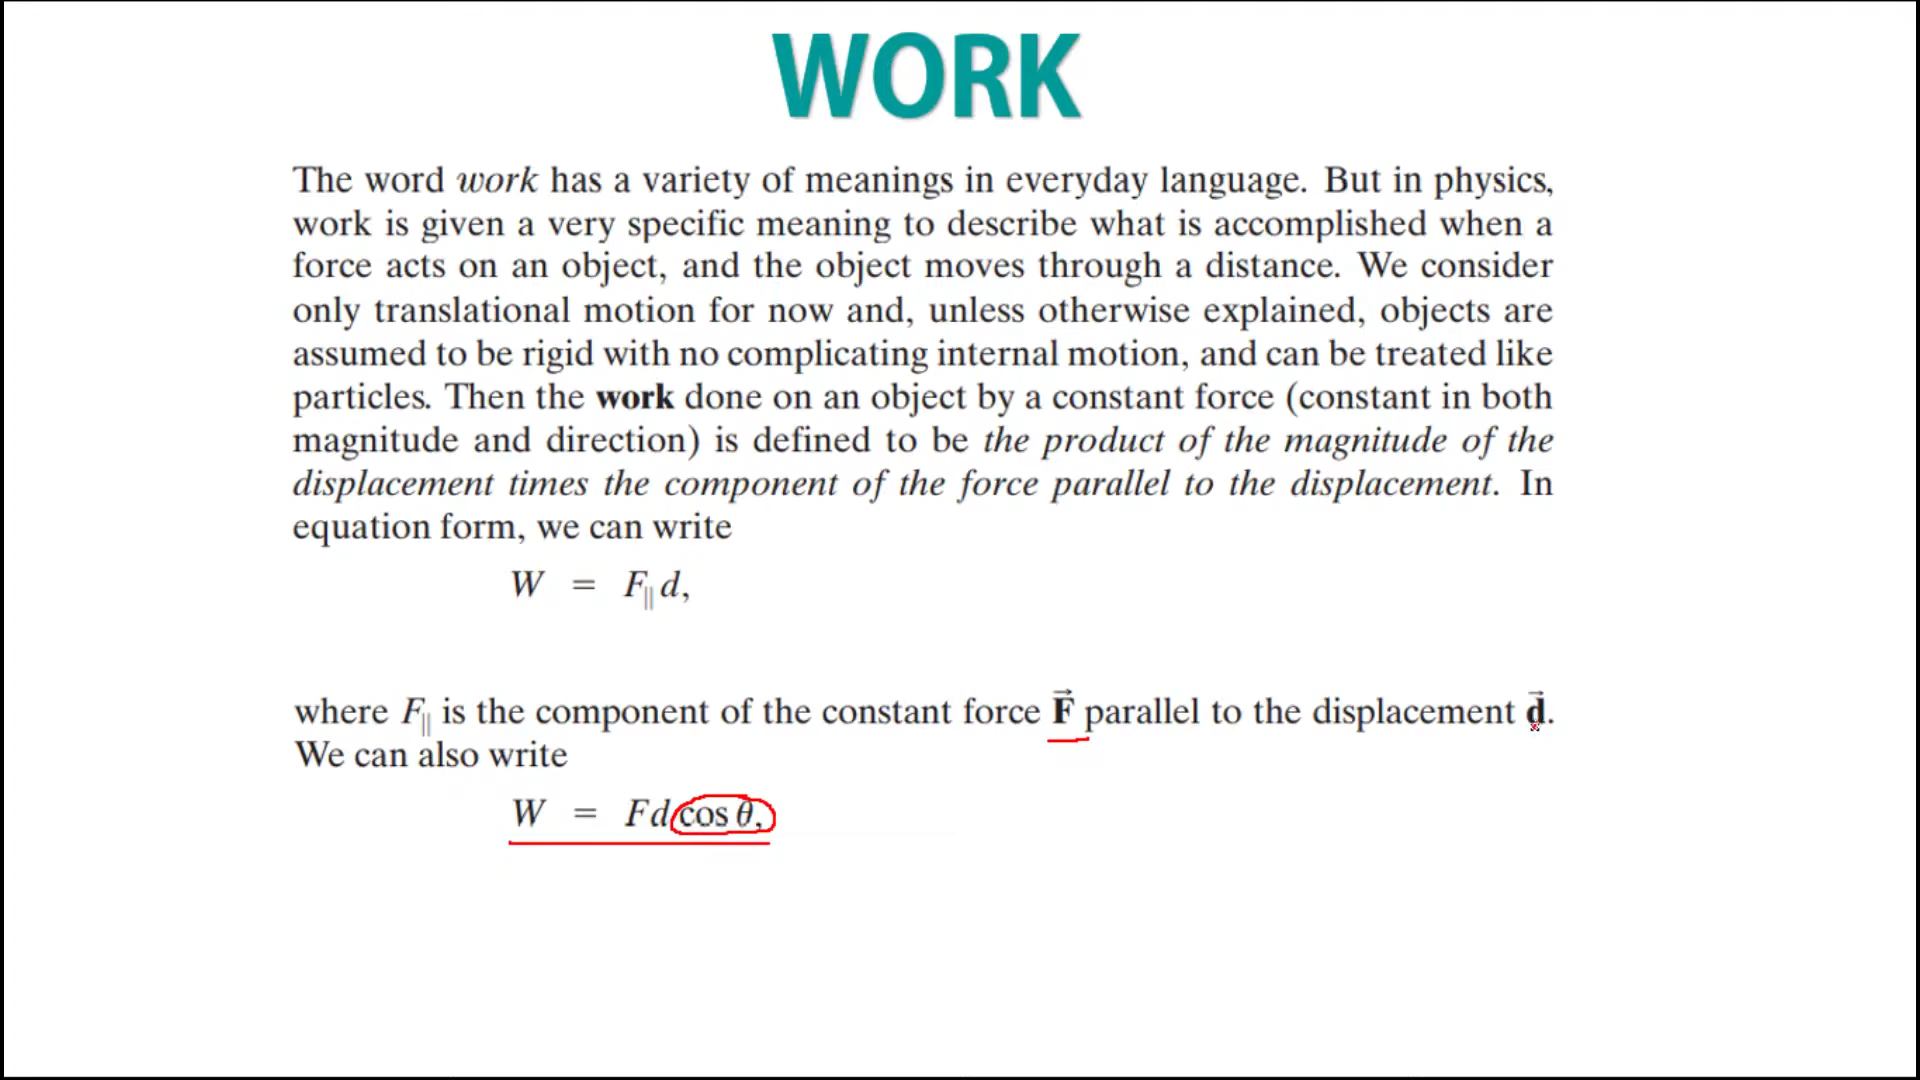 WORK
The word work has a variety of meanings in everyday language. But in physics,
work is given a very specific meaning to describe what is accomplished when a
force acts on an object, and the object moves through a distance. We consider
only translational motion for now and, unless otherwise explained, objects are
assumed to be rigid with no complicating internal motion, and can be treated like
particles. Then the work done on an object by a constant force (constant in both
magnitude and direction) is defined to be the product of the magnitude of the
displacement times the component of the force parallel to the displacement. In
equation form, we can write
W = F∥ d,
where F∥ is the component of the constant force F⃗ parallel to the displacement d⃗.
We can also write
W = Fd cos θ,